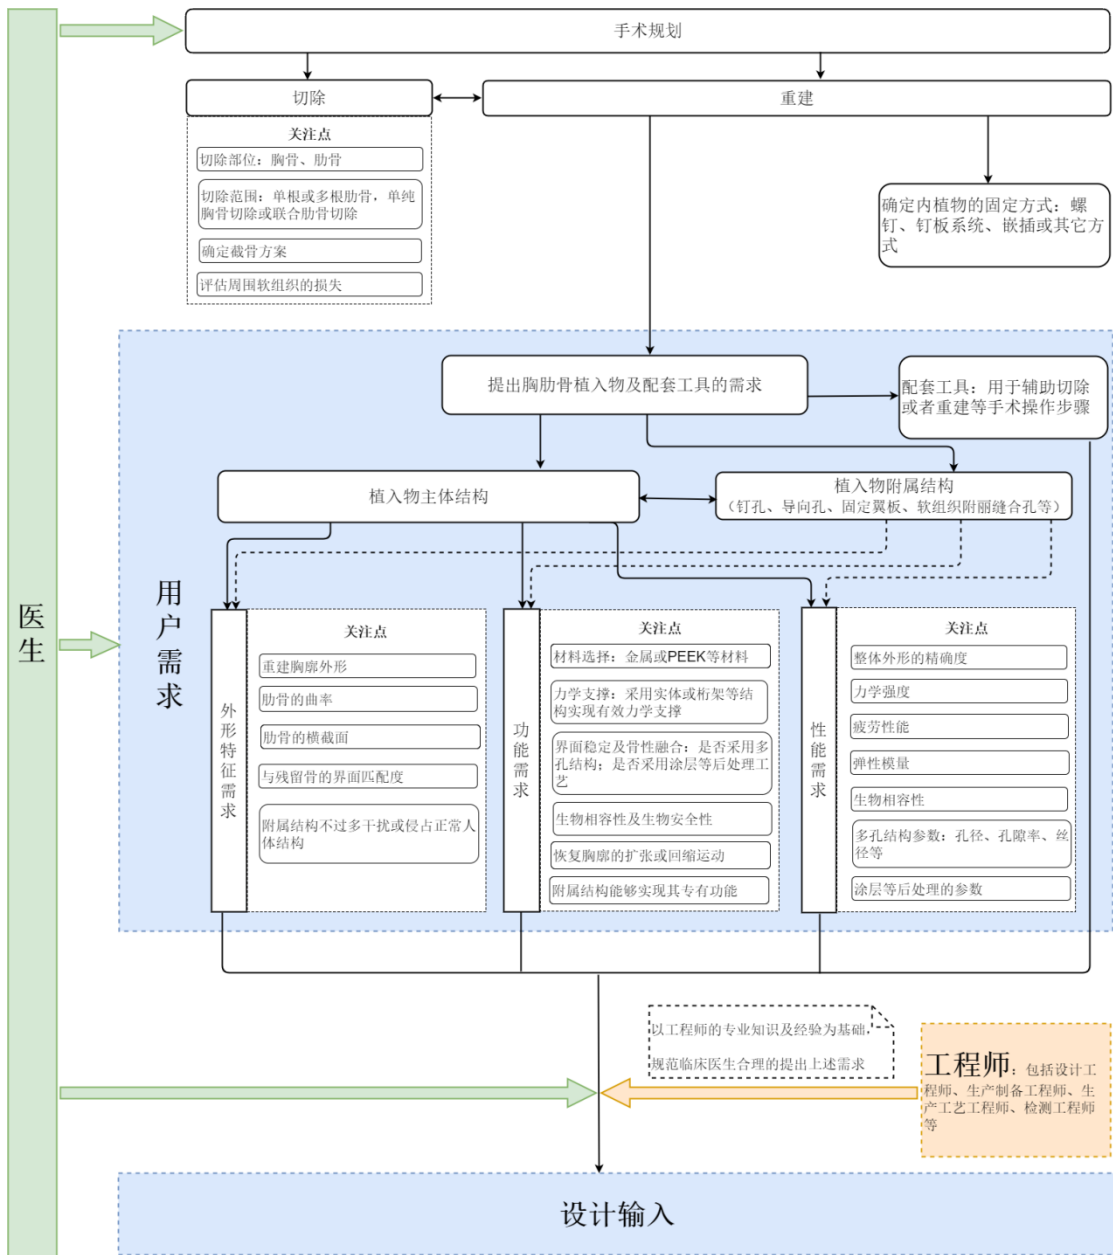 医生
手术规划
切除
重建
关注点
切除部位：胸骨、肋骨
切除范围：单根或多根肋骨，单纯
胸骨切除或联合肋骨切除
确定截骨方案
评估周围软组织的损失
确定内植物的固定方式：螺
钉、钉板系统、嵌插或其它方
式
用户需求
提出胸肋骨植入物及配套工具的需求
配套工具：用于辅助切除
或者重建等手术操作步骤
植入物主体结构
植入物附属结构
（钉孔、导向孔、固定翼板、软组织附丽缝合孔等）
外形特征需求
关注点
重建胸廓外形
肋骨的曲率
肋骨的横截面
与残留骨的界面匹配度
附属结构不过多干扰或侵占正常人
体结构
功能需求
关注点
材料选择：金属或PEEK等材料
力学支撑：采用实体或桁架等结
构实现有效力学支撑
界面稳定及骨性融合：是否采用多
孔结构；是否采用涂层等后处理工
艺
生物相容性及生物安全性
恢复胸廓的扩张或回缩运动
附属结构能够实现其专有功能
性能需求
关注点
整体外形的精确度
力学强度
疲劳性能
弹性模量
生物相容性
多孔结构参数：孔径、孔隙率、丝
径等
涂层等后处理的参数
以工程师的专业知识及经验为基础，
规范临床医生合理的提出上述需求
工程师：包括设计工
程师、生产制备工程师、生
产工艺工程师、检测工程师
等
设计输入